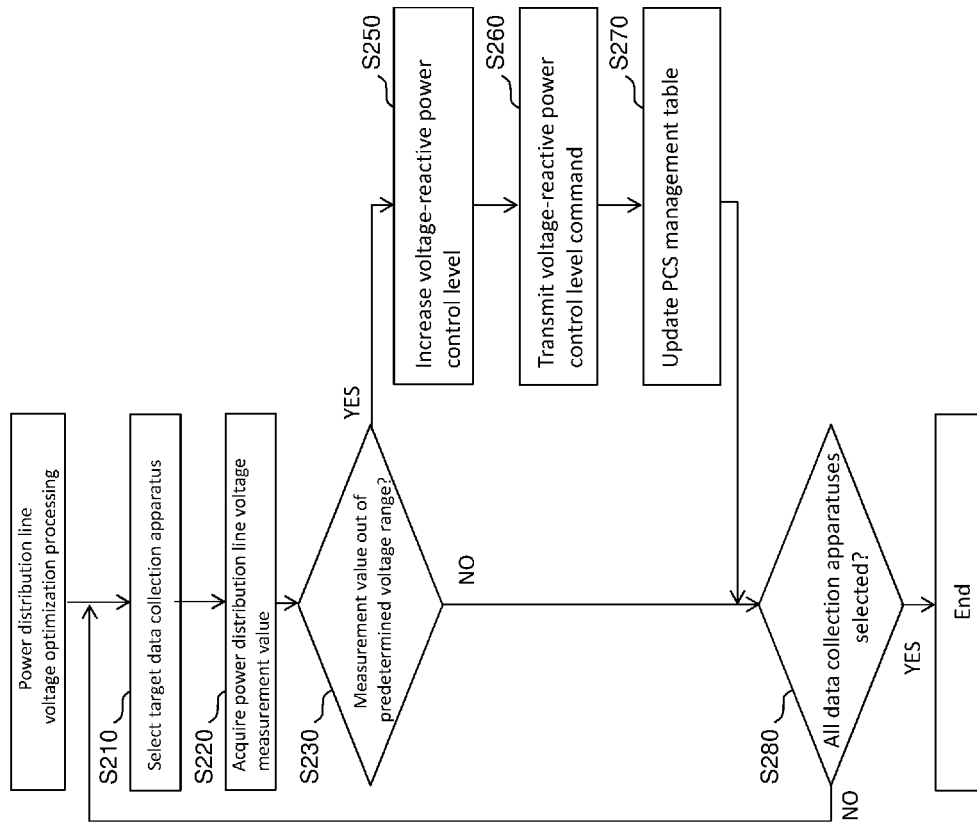 Power distribution line
voltage optimization processing
S210
Select target data collection apparatus
S220
Acquire power distribution line voltage
measurement value
S230
Measurement value out of
predetermined voltage range?
YES
NO
S250
Increase voltage-reactive power
control level
S260
Transmit voltage-reactive power
control level command
S270
Update PCS management table
S280
All data collection apparatuses
selected?
NO
YES
End